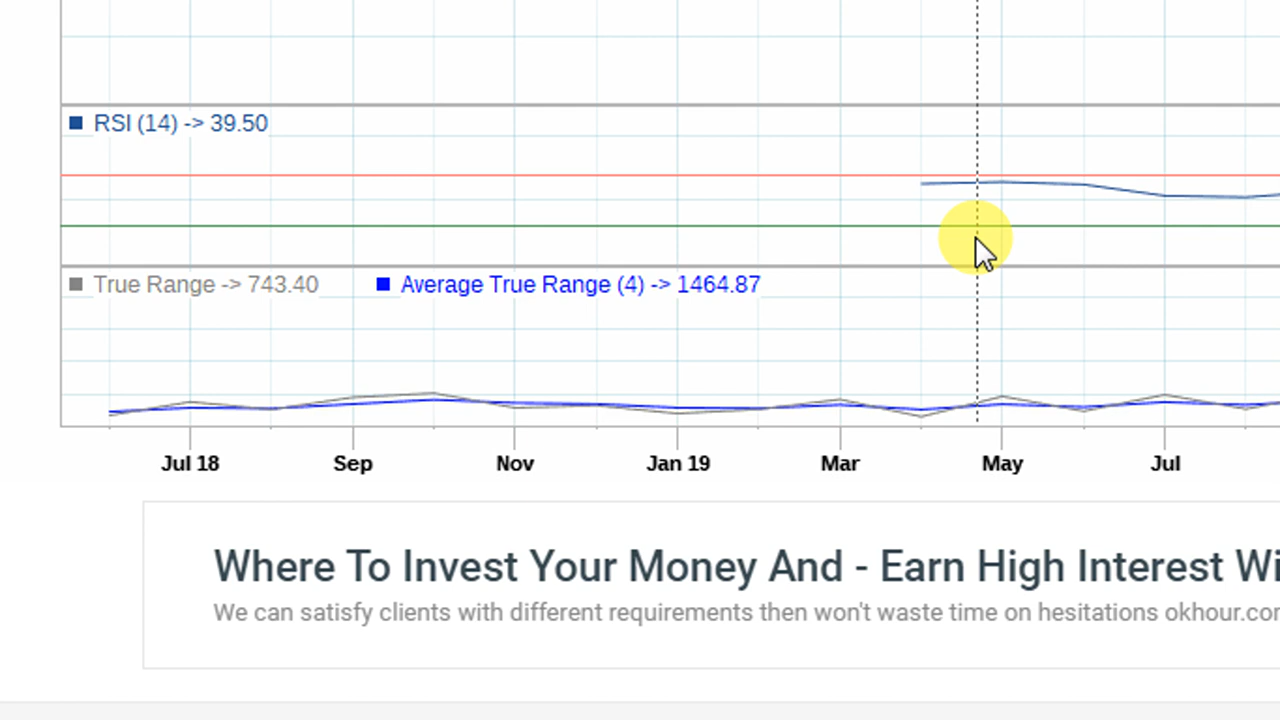 RSI (14) -> 39.50
True Range -> 743.40 Average True Range (4) -> 1464.87
Jul 18 Sep Nov Jan 19 Mar May Jul
Where To Invest Your Money And - Earn High Interest Wi
We can satisfy clients with different requirements then won't waste time on hesitations okhour.co